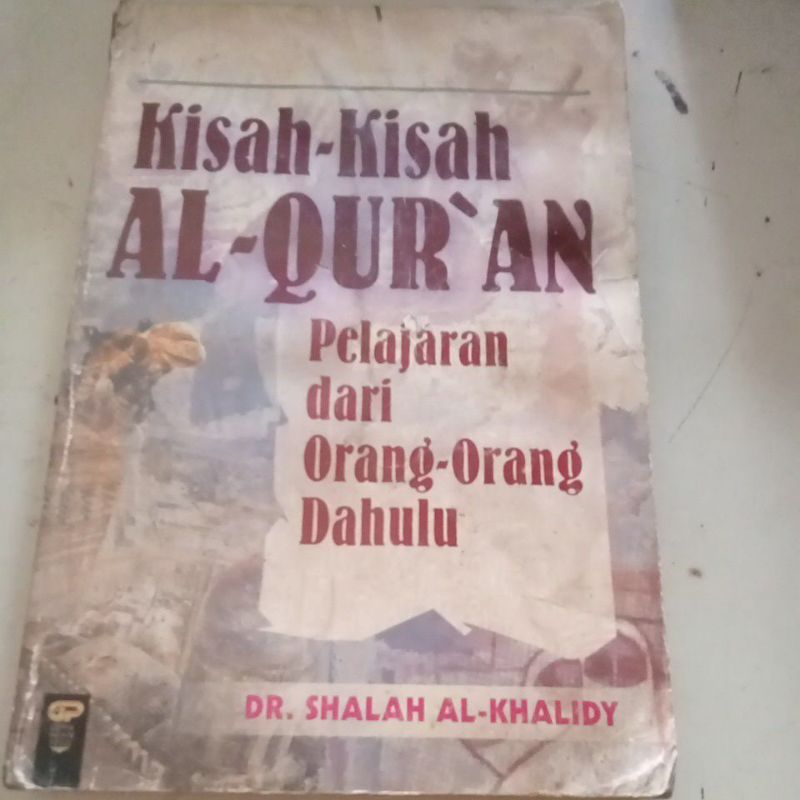 Kisah-Kisah
AL-QUR`AN
Pelajaran
dari
Orang-Orang
Dahulu
DR. SHALAH AL-KHALIDY